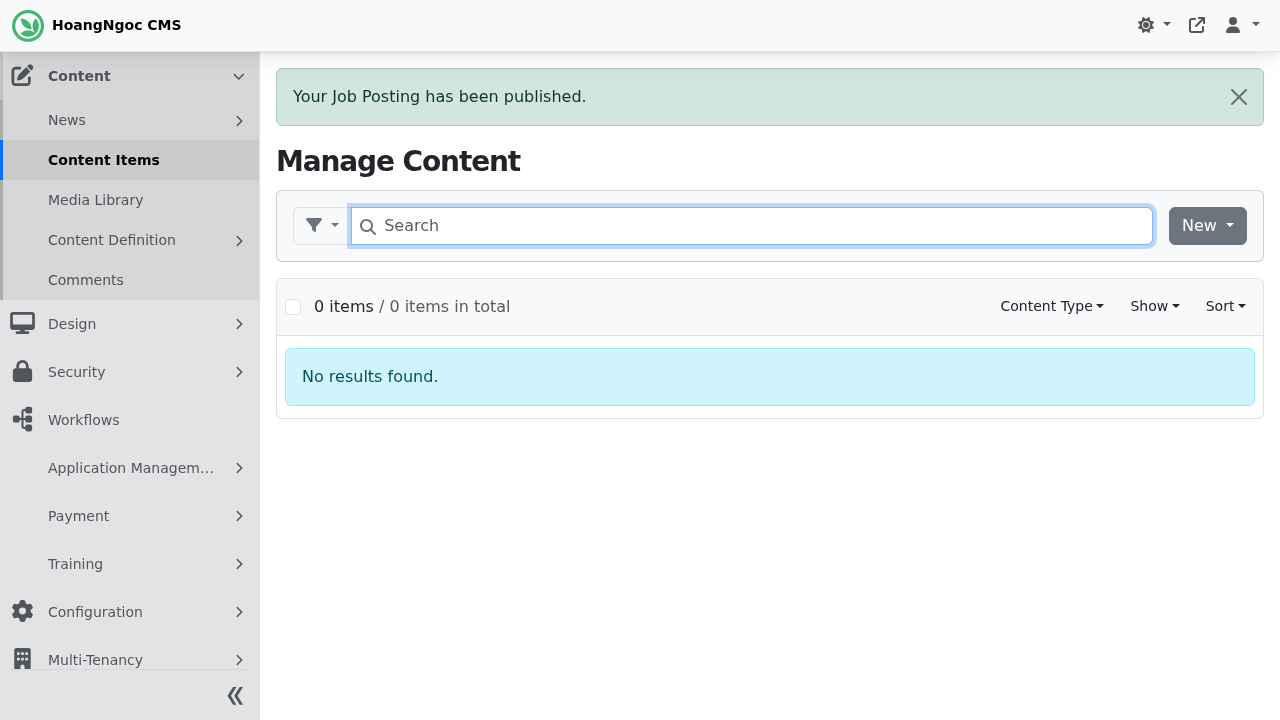 HoangNgoc CMS
Content
News
Content Items
Media Library
Content Definition
Comments
Design
Security
Workflows
Application Managem...
Payment
Training
Configuration
Multi-Tenancy
Your Job Posting has been published.
Manage Content
Search
New
0 items / 0 items in total
Content Type
Show
Sort
No results found.